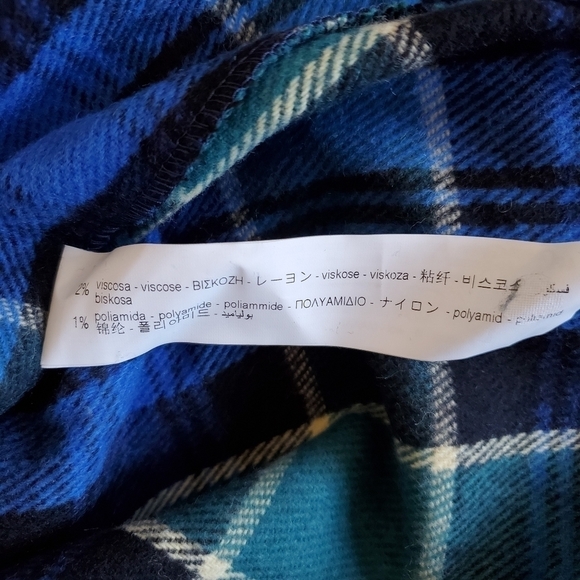 2% viscosa - viscose - ΒΙΣΚΟΖΗ - レーヨン - viskose - viskoza - 粘纤 - 비스코스
biskosa
1% poliamida - polyamide - poliammide - ΠΟΛΥΑΜΙΔΙΟ - ナイロン - polyamid -
锦纶 - 폴리아미드 - بولياميد